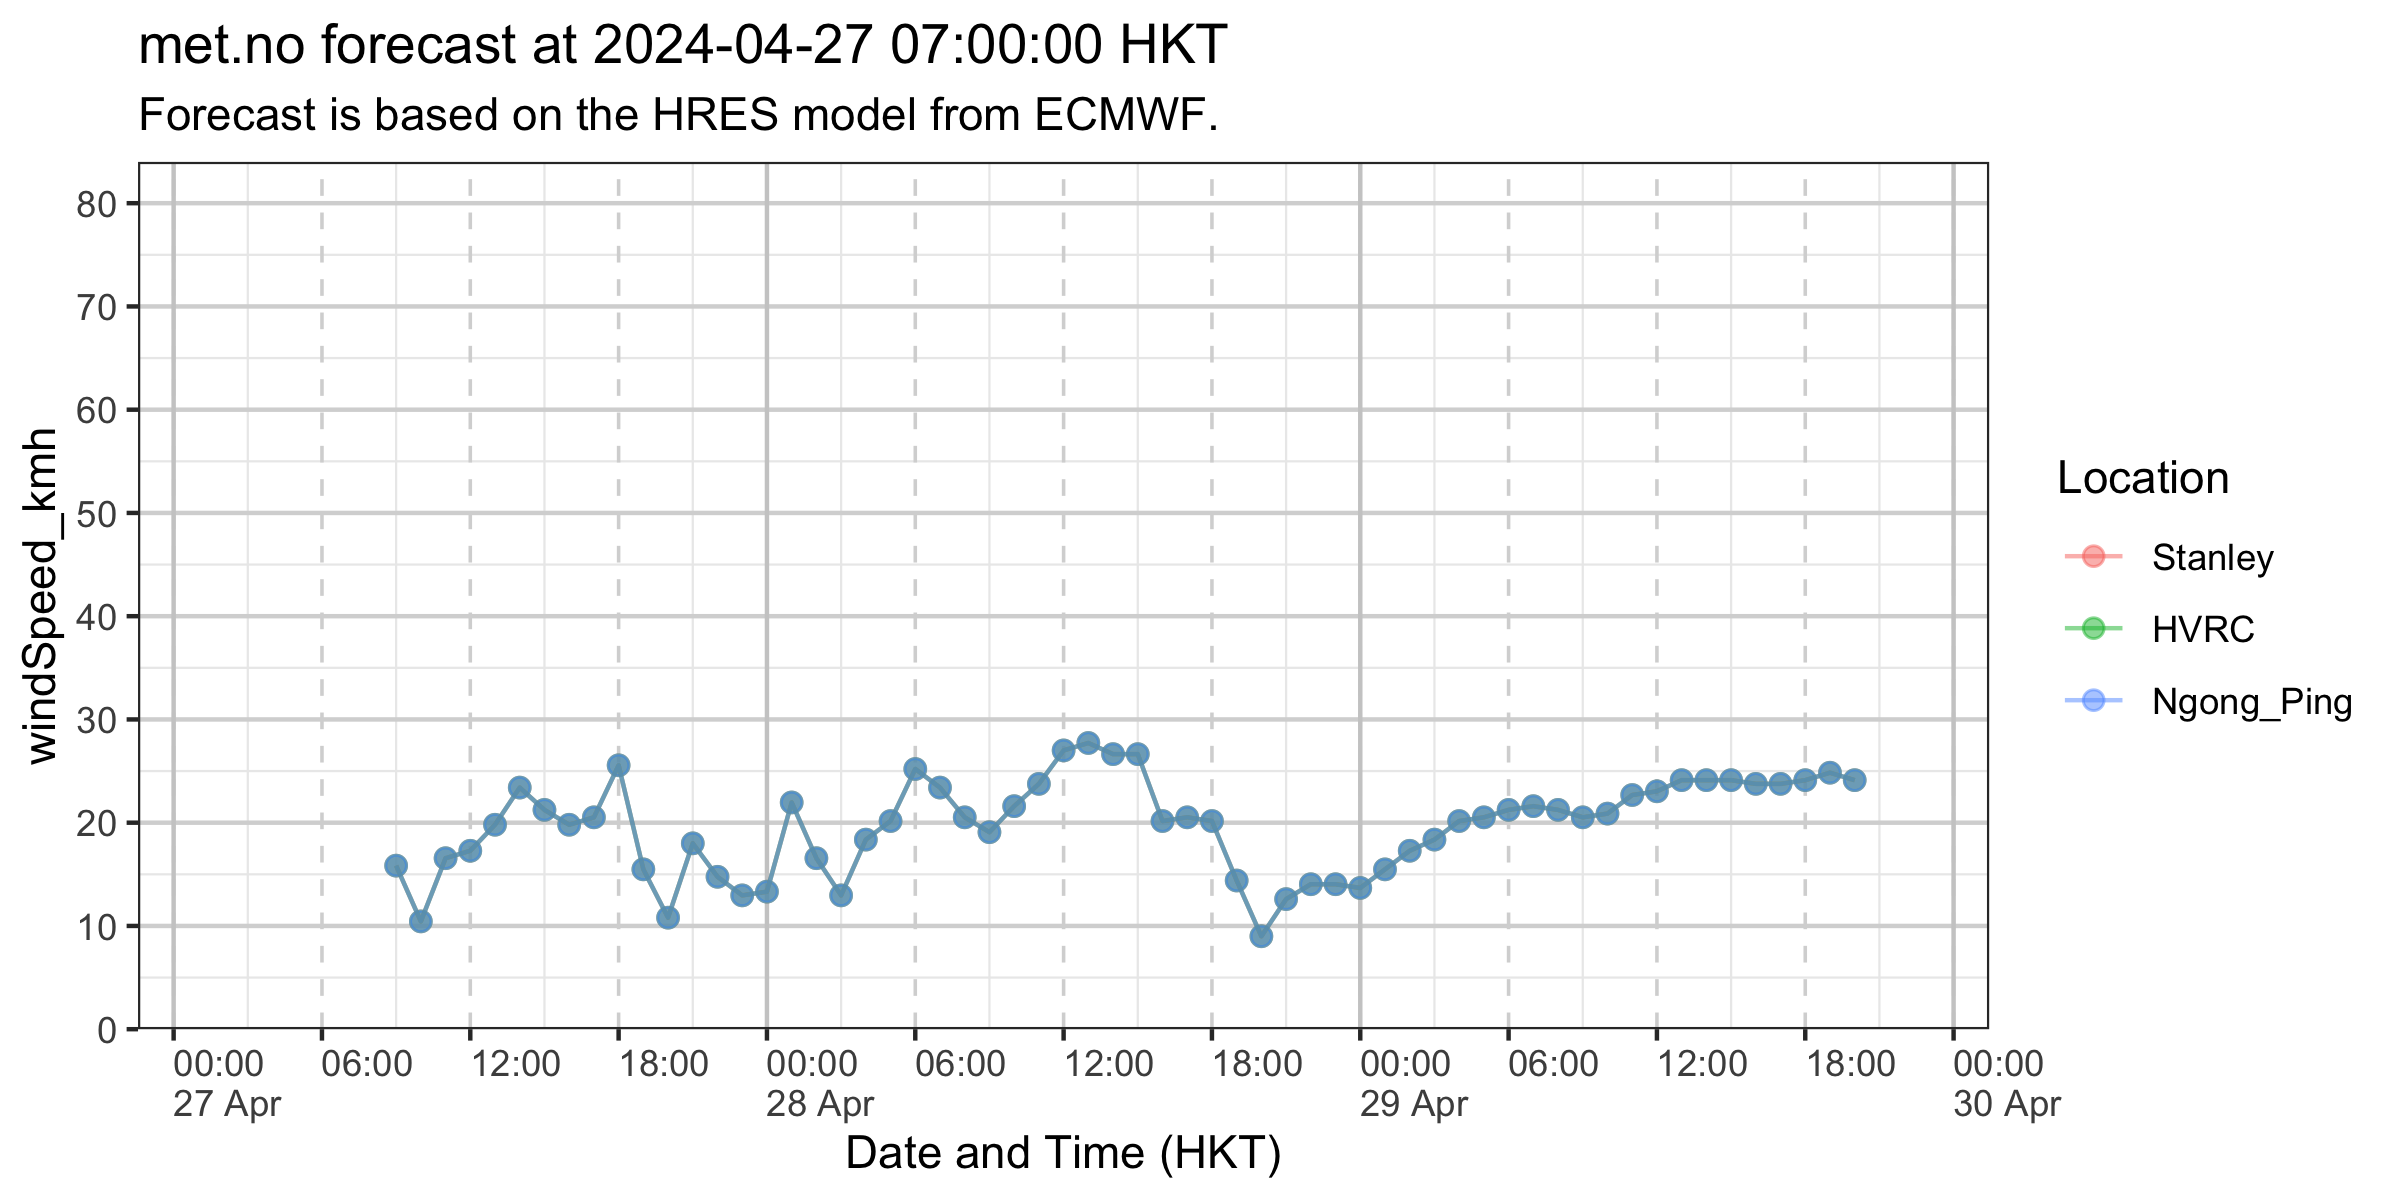 met.no forecast at 2024-04-27 07:00:00 HKT
Forecast is based on the HRES model from ECMWF.
windSpeed_kmh
80
70
60
50
40
30
20
10
0
00:00 06:00 12:00 18:00 00:00 06:00 12:00 18:00 00:00 06:00 12:00 18:00 00:00
27 Apr 28 Apr 29 Apr 30 Apr
Date and Time (HKT)
Location
Stanley
HVRC
Ngong_Ping